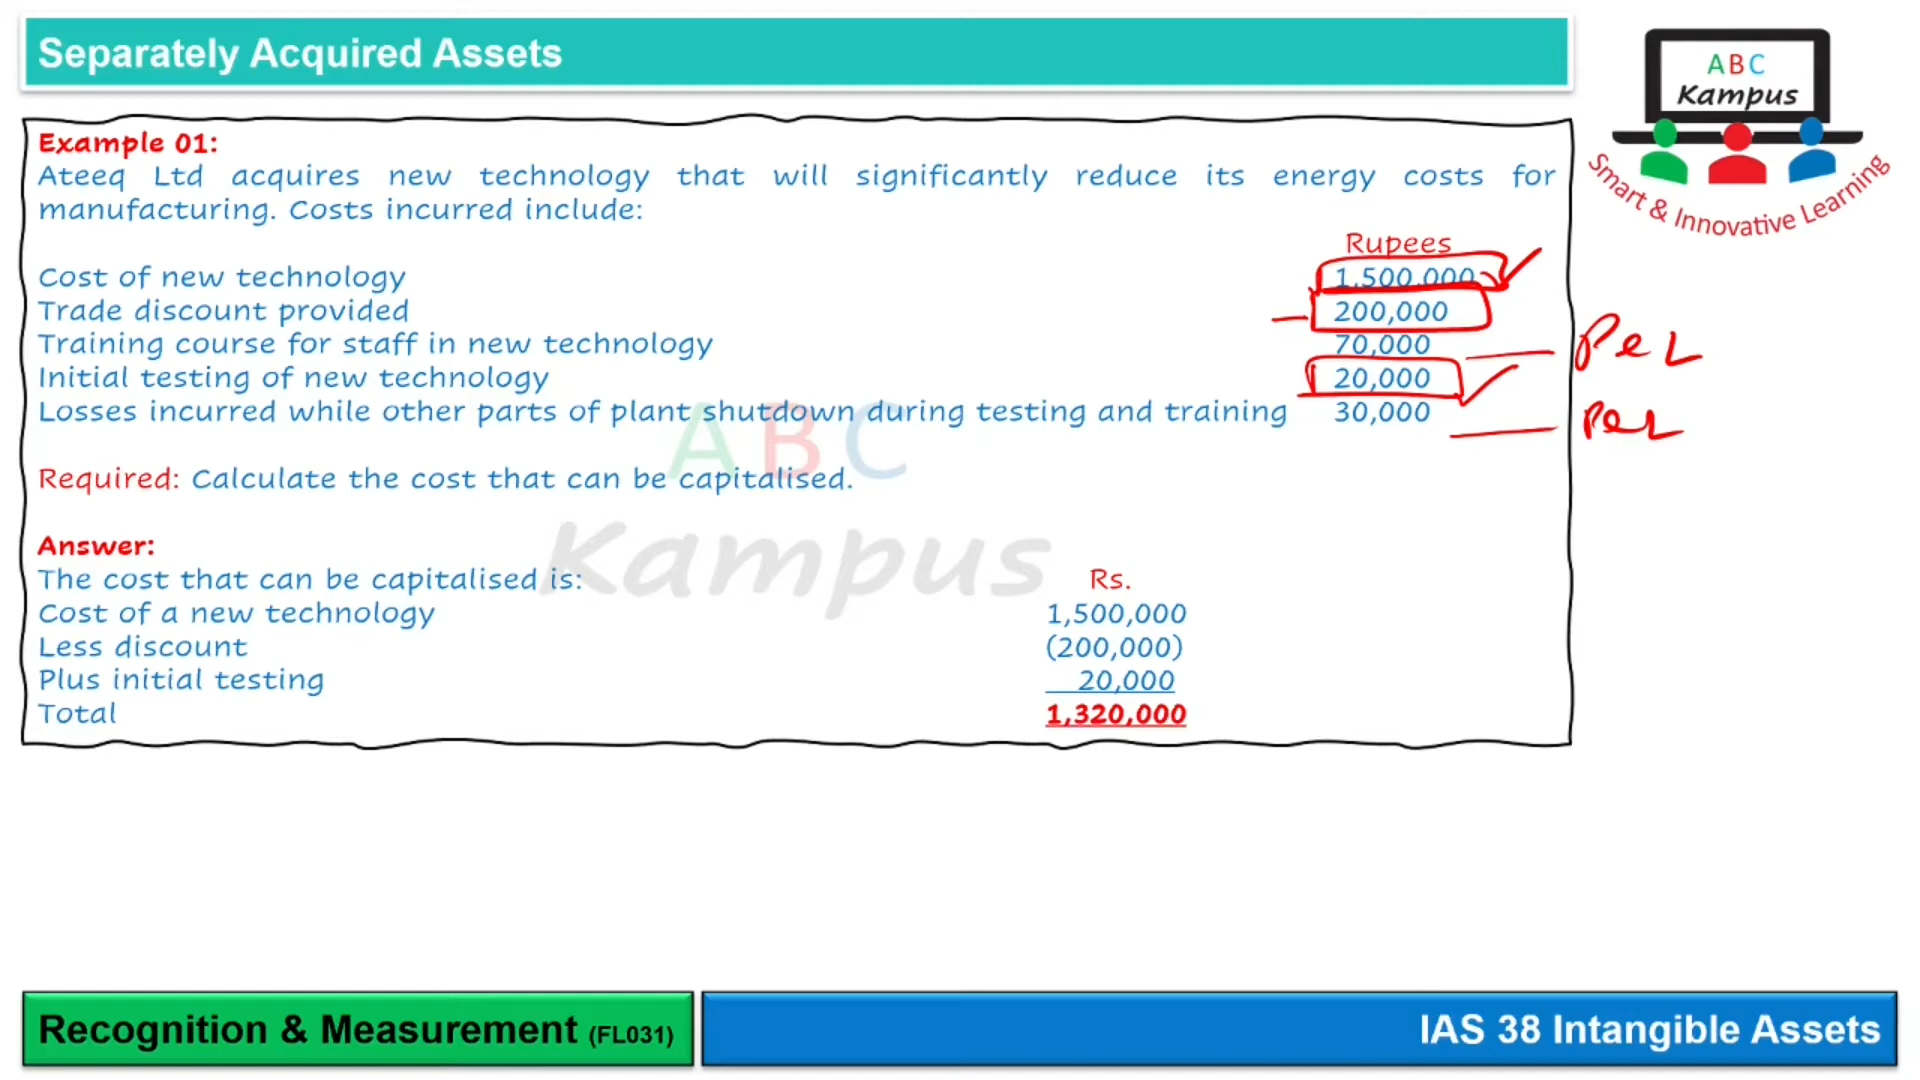 Separately Acquired Assets
ABC
Kampus
Smart & Innovative Learning
Example 01:
Ateeq Ltd acquires new technology that will significantly reduce its energy costs for
manufacturing. Costs incurred include:
Rupees
Cost of new technology 1,500,000
Trade discount provided 200,000
Training course for staff in new technology 70,000
Initial testing of new technology 20,000
Losses incurred while other parts of plant shutdown during testing and training 30,000
Required: Calculate the cost that can be capitalised.
Answer:
The cost that can be capitalised is: Rs.
Cost of a new technology 1,500,000
Less discount (200,000)
Plus initial testing 20,000
Total 1,320,000
ABC
Kampus
Recognition & Measurement (FL031)
IAS 38 Intangible Assets